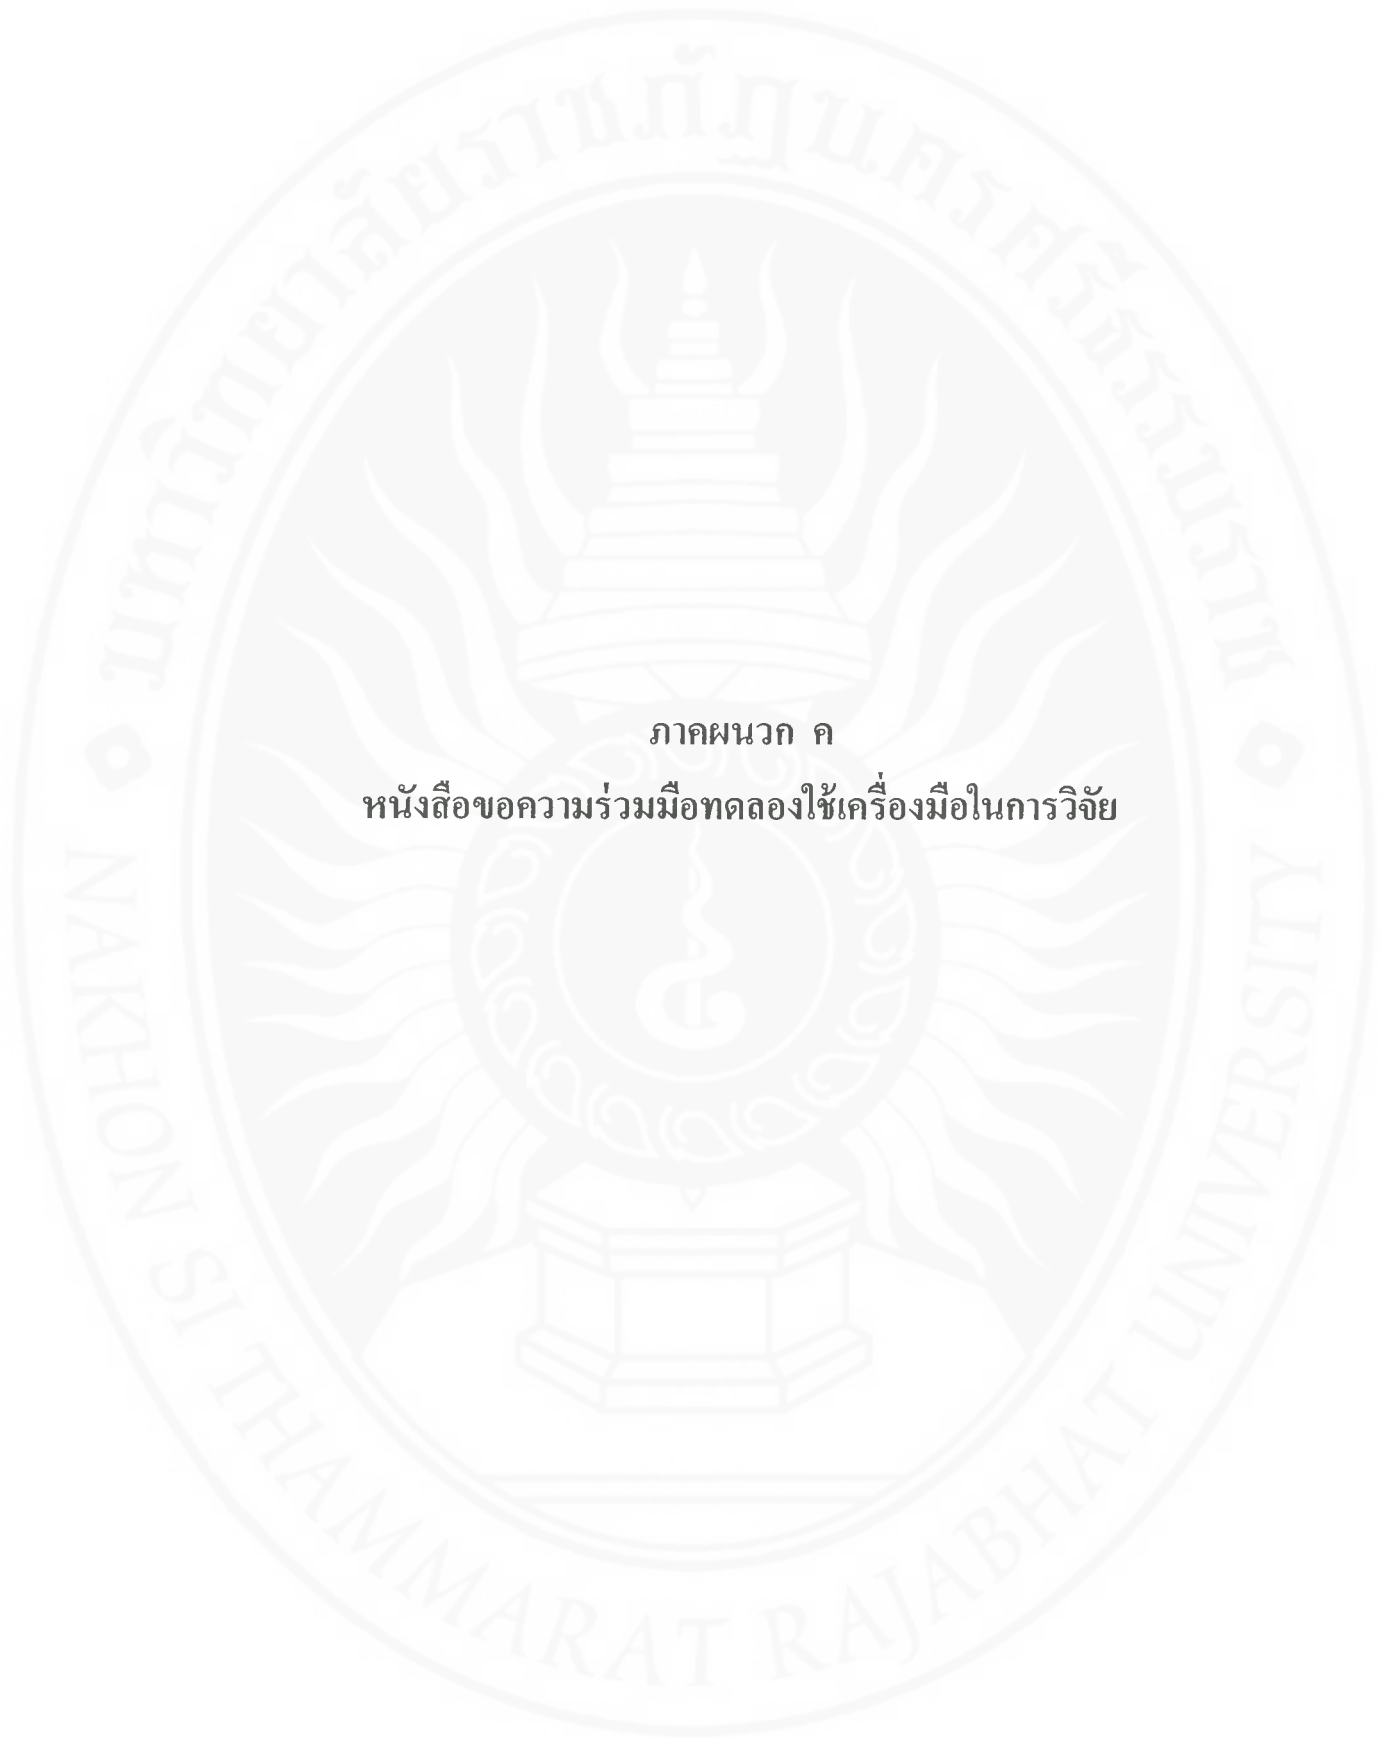 มหาวิทยาลัยราชภัฏนครศรีธรรมราช
ภาคผนวก ค
หนังสือขอความร่วมมือทดลองใช้เครื่องมือในการวิจัย
NAKHON SI THAMMARAT RAJABHAT UNIVERSITY